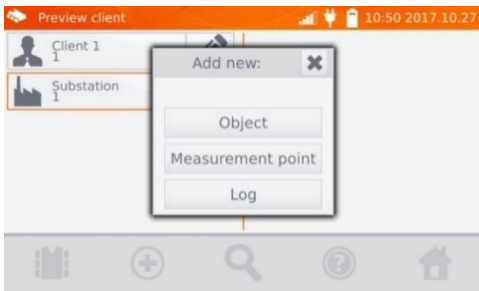 Preview client
10:50 2017.10.27
Client 1
1
Substation
1
Add new:
Object
Measurement point
Log